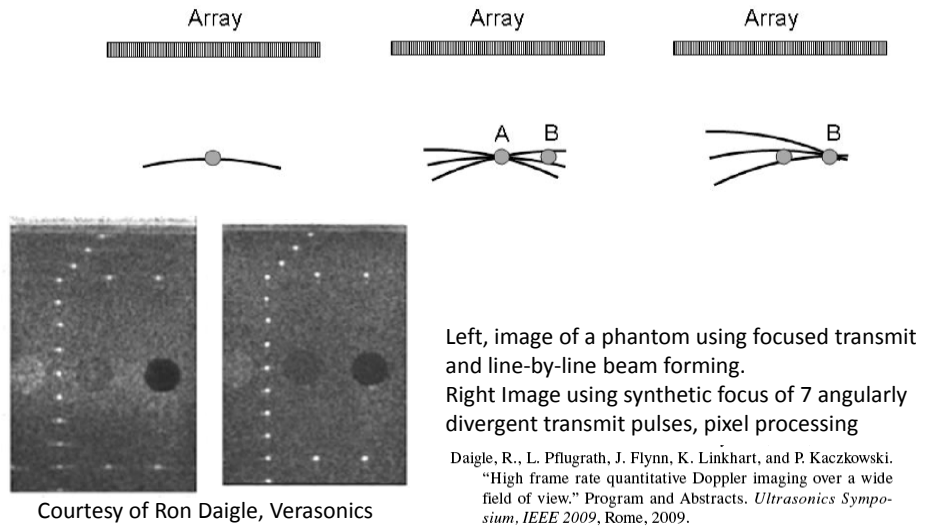 Array
Array
Array
A
B
B
Left, image of a phantom using focused transmit
and line-by-line beam forming.
Right Image using synthetic focus of 7 angularly
divergent transmit pulses, pixel processing
Daigle, R., L. Pflugrath, J. Flynn, K. Linkhart, and P. Kaczkowski.
“High frame rate quantitative Doppler imaging over a wide
field of view.” Program and Abstracts. Ultrasonics Sympo-
sium, IEEE 2009, Rome, 2009.
Courtesy of Ron Daigle, Verasonics